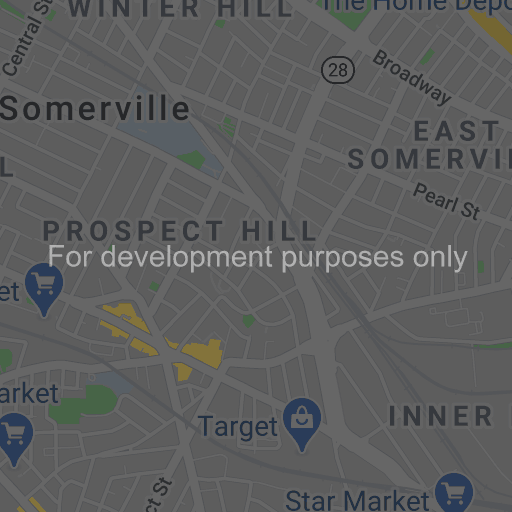 WINTER HILL
The Home Depo
Central St
28
Broadway
Somerville
EAST
SOMERVI
L
Pearl St
PROSPECT HILL
For development purposes only
et
arket
Target
INNER
ct St
Star Market